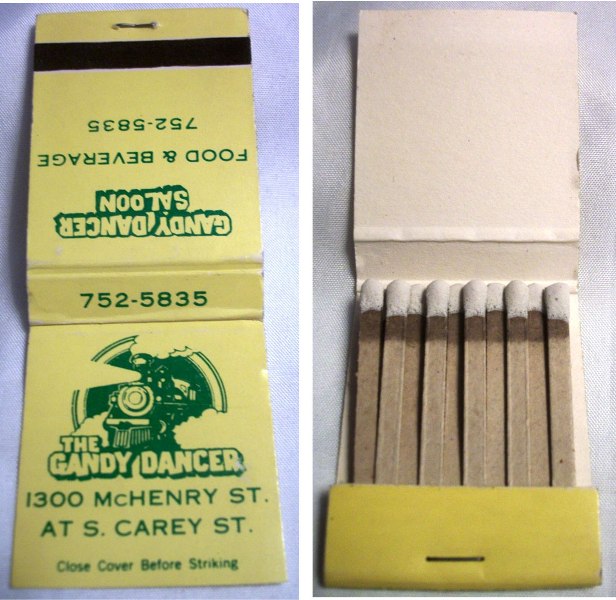 752-5835
FOOD & BEVERAGE
GANDY DANCER
SALOON
752-5835
THE
GANDY DANCER
1300 McHENRY ST.
AT S. CAREY ST.
Close Cover Before Striking